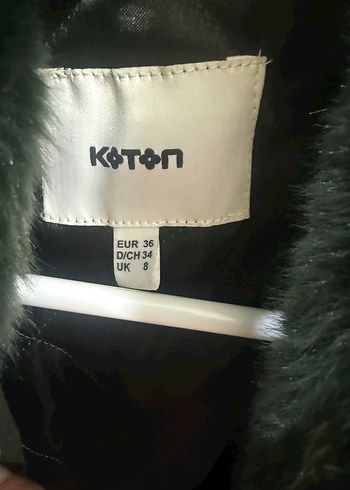 KOTON
EUR 36
D/CH 34
UK 8